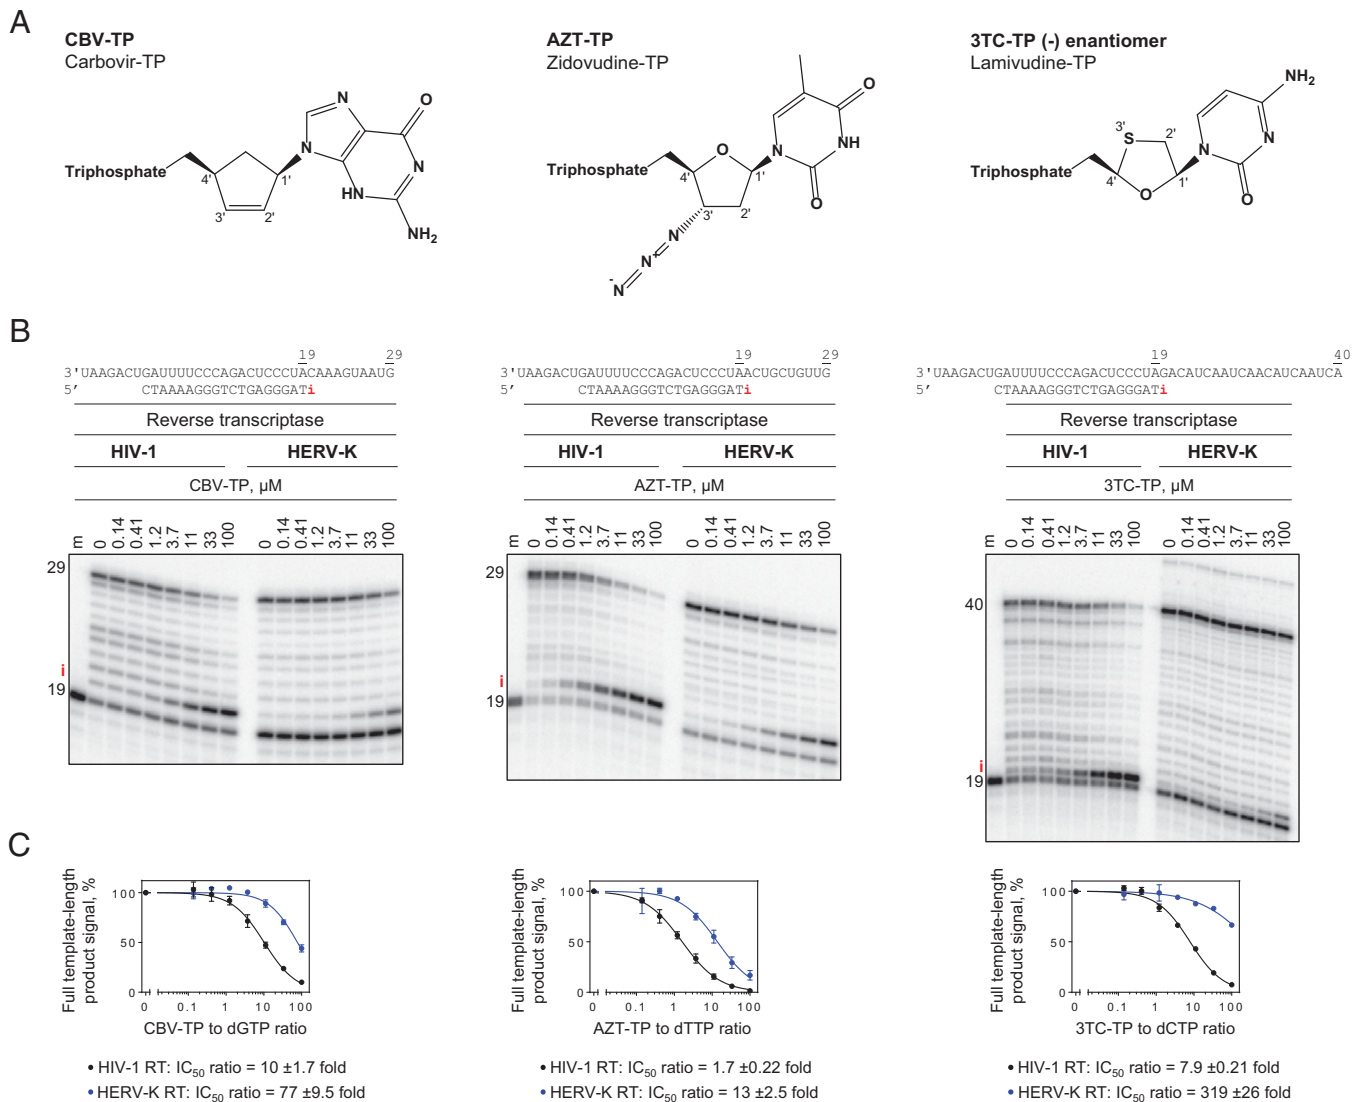 A
CBV-TP
Carbovir-TP
AZT-TP
Zidovudine-TP
3TC-TP (-) enantiomer
Lamivudine-TP
Triphosphate
4'
3'
2'
1'
N
N
O
N
HN
NH2
Triphosphate
4'
3'
2'
1'
O
N
O
NH
O
N
N+
-N
Triphosphate
4'
3'
S
2'
O
1'
N
N
NH2
O
B
19 29
3'UAAGACUGAUUUUCCCAGACUCCCUACAAAGUAAUG
5' CTAAAAGGGTCTGAGGGATi
Reverse transcriptase
HIV-1 HERV-K
CBV-TP, µM
m 0 0.14 0.41 1.2 3.7 11 33 100 0 0.14 0.41 1.2 3.7 11 33 100
29
i
19
19 29
3'UAAGACUGAUUUUCCCAGACUCCCUAACUGCUGUUG
5' CTAAAAGGGTCTGAGGGATi
Reverse transcriptase
HIV-1 HERV-K
AZT-TP, µM
m 0 0.14 0.41 1.2 3.7 11 33 100 0 0.14 0.41 1.2 3.7 11 33 100
29
i
19
19 40
3'UAAGACUGAUUUUCCCAGACUCCCUAGACAUCAAUCAACAUCAAUCA
5' CTAAAAGGGTCTGAGGGATi
Reverse transcriptase
HIV-1 HERV-K
3TC-TP, µM
m 0 0.14 0.41 1.2 3.7 11 33 100 0 0.14 0.41 1.2 3.7 11 33 100
40
i
19
C
Full template-length
product signal, %
100
50
0
0 0.1 1 10 100
CBV-TP to dGTP ratio
HIV-1 RT: IC50 ratio = 10 ±1.7 fold
HERV-K RT: IC50 ratio = 77 ±9.5 fold
Full template-length
product signal, %
100
50
0
0 0.1 1 10 100
AZT-TP to dTTP ratio
HIV-1 RT: IC50 ratio = 1.7 ±0.22 fold
HERV-K RT: IC50 ratio = 13 ±2.5 fold
Full template-length
product signal, %
100
50
0
0 0.1 1 10 100
3TC-TP to dCTP ratio
HIV-1 RT: IC50 ratio = 7.9 ±0.21 fold
HERV-K RT: IC50 ratio = 319 ±26 fold